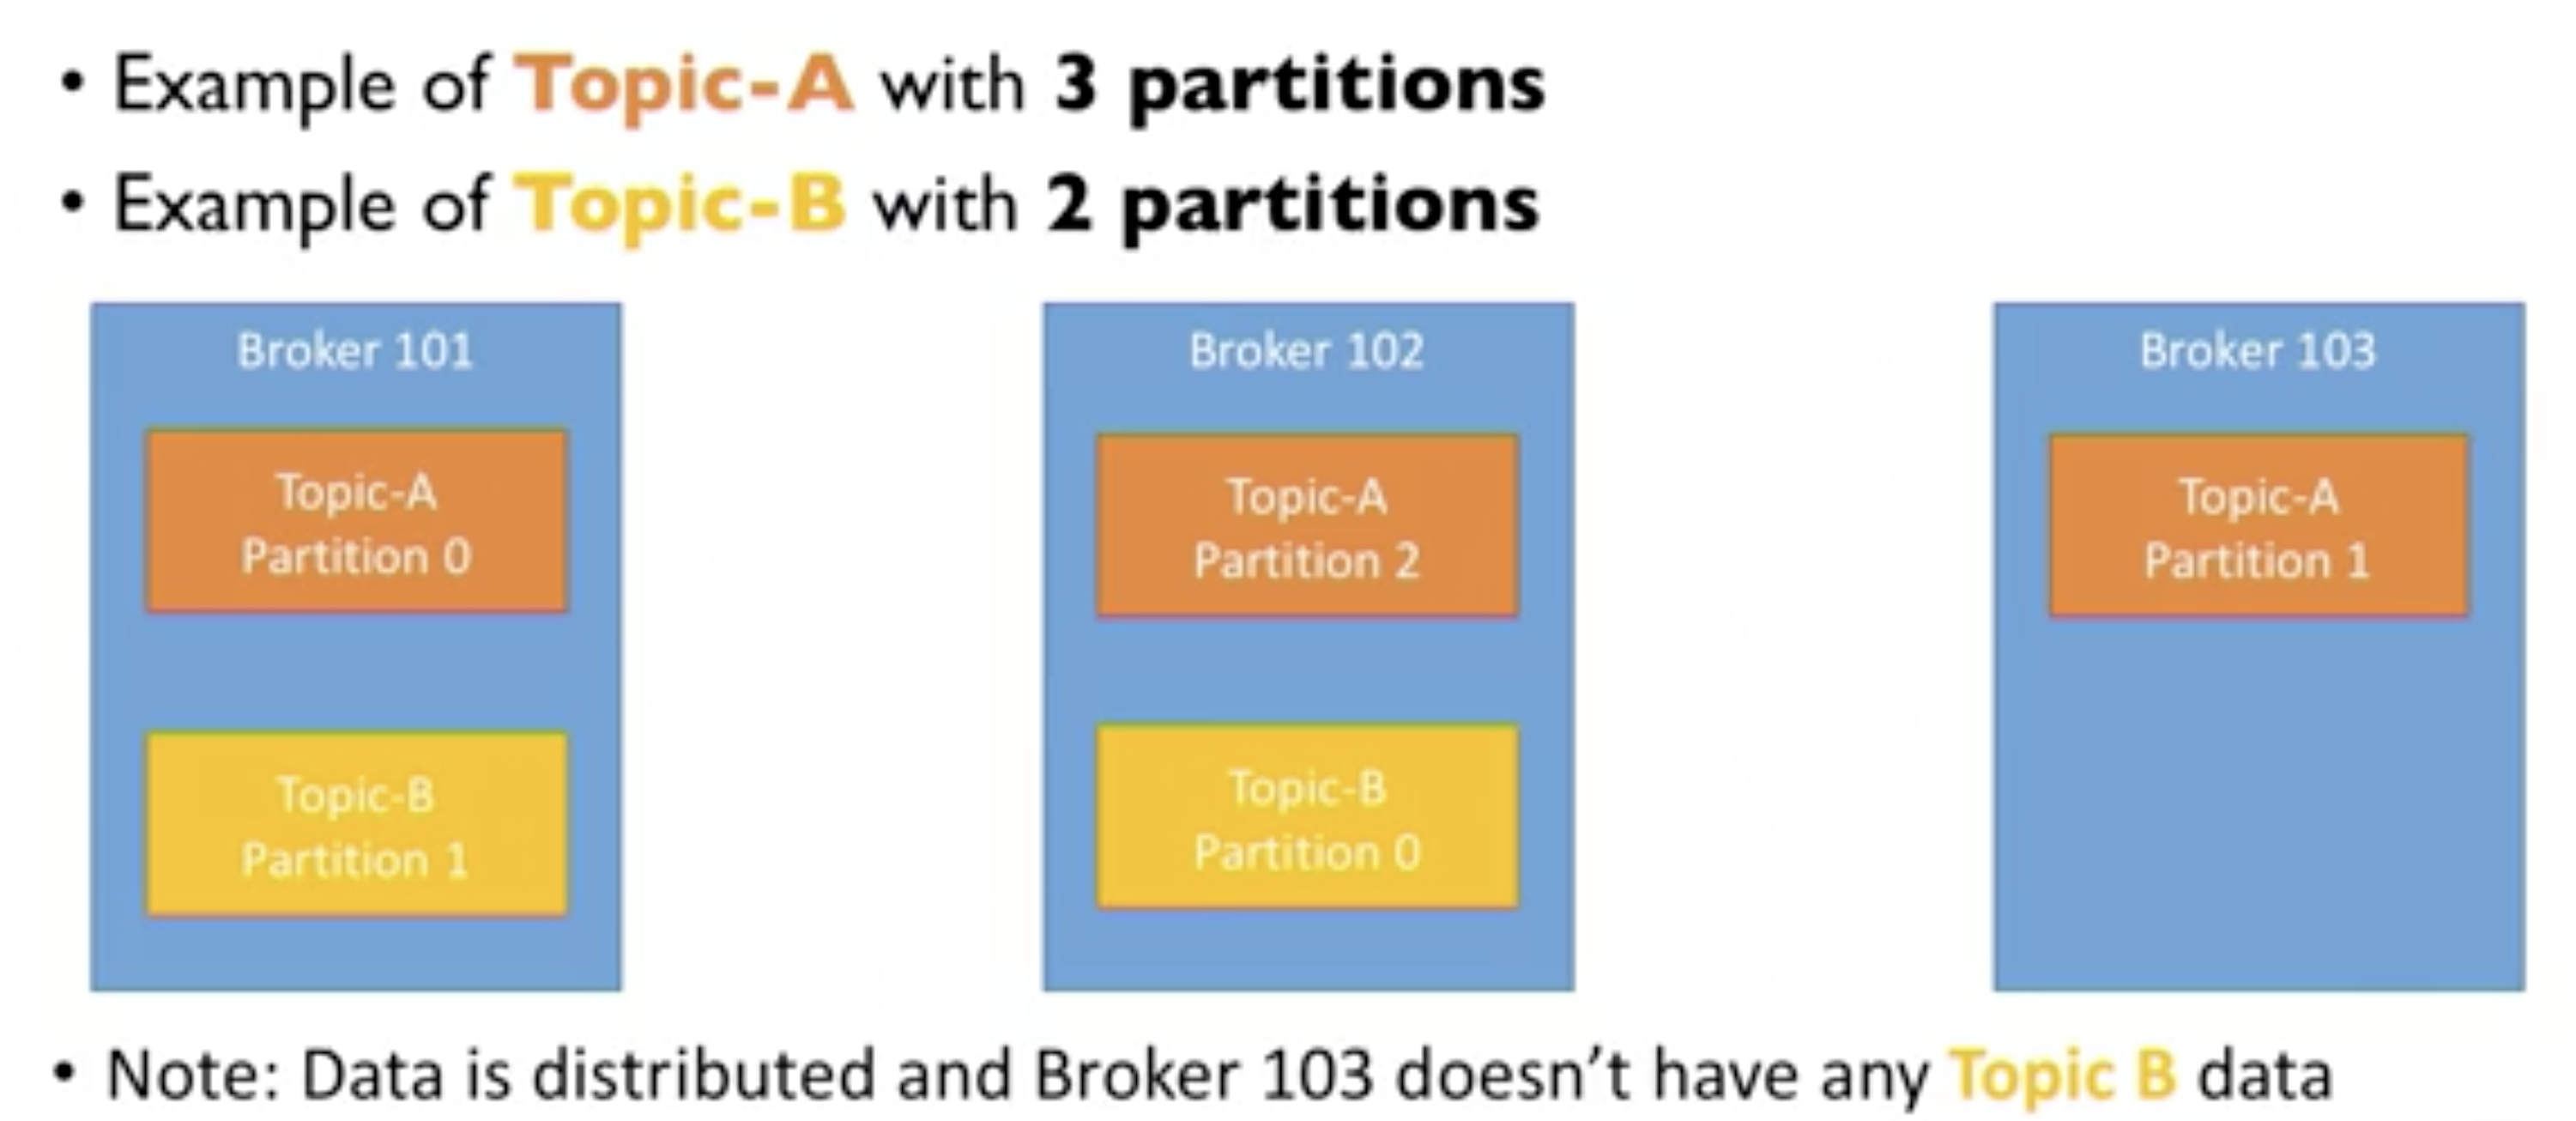 • Example of Topic-A with 3 partitions
• Example of Topic-B with 2 partitions
Broker 101
Topic-A
Partition 0
Topic-B
Partition 1
Broker 102
Topic-A
Partition 2
Topic-B
Partition 0
Broker 103
Topic-A
Partition 1
• Note: Data is distributed and Broker 103 doesn’t have any Topic B data